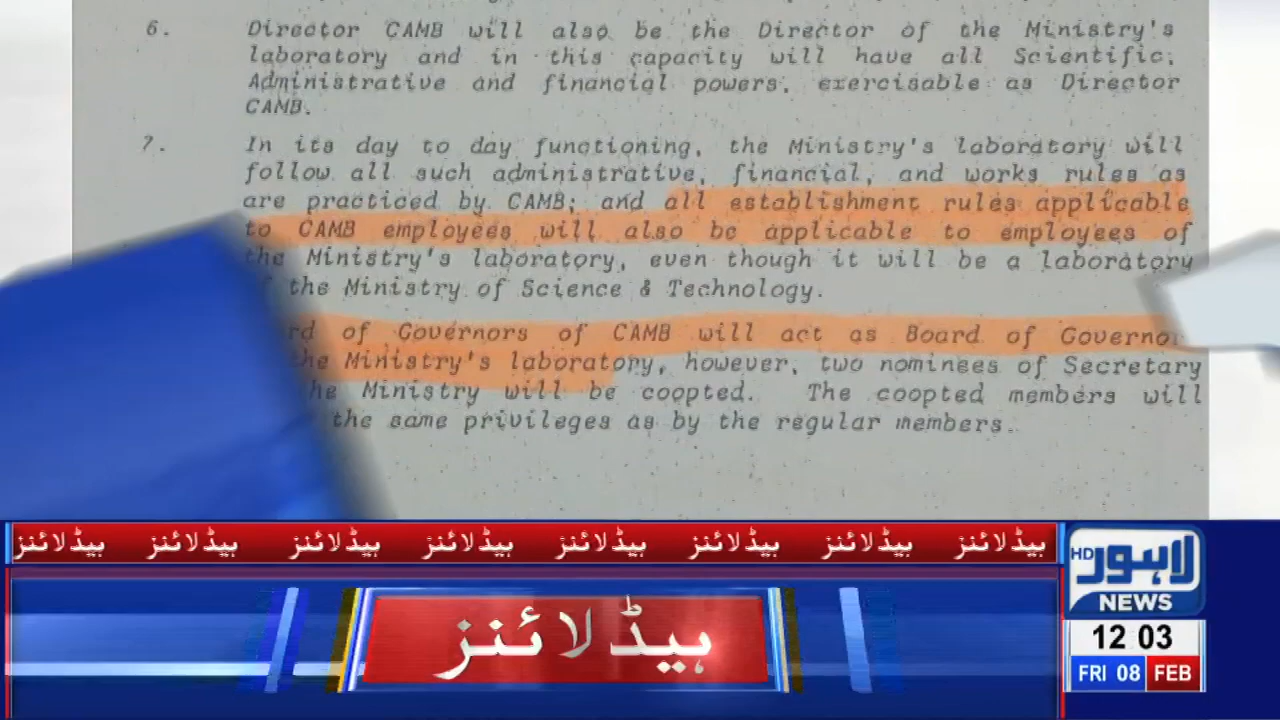 6. Director CAMB will also be the Director of the Ministry's
laboratory and in this capacity will have all Scientific;
Administrative and financial powers, exercisable as Director
CAMB.
7. In its day to day functioning, the Ministry's laboratory will
follow all such administrative, financial, and works rules as
are practiced by CAMB; and all establishment rules applicable
to CAMB employees will also be applicable to employees of
the Ministry's laboratory, even though it will be a laboratory
the Ministry of Science & Technology.
of Governors of CAMB will act as Board of
the Ministry's laboratory, however, two nominees of Secretary
the Ministry will be coopted. The coopted members will
the same privileges as by the regular members.
ہیڈلائنز ہیڈلائنز ہیڈلائنز ہیڈلائنز ہیڈلائنز ہیڈلائنز ہیڈلائنز ہیڈلائنز
ہیڈلائنز
HD لاہور
NEWS
12 03
FRI 08 FEB